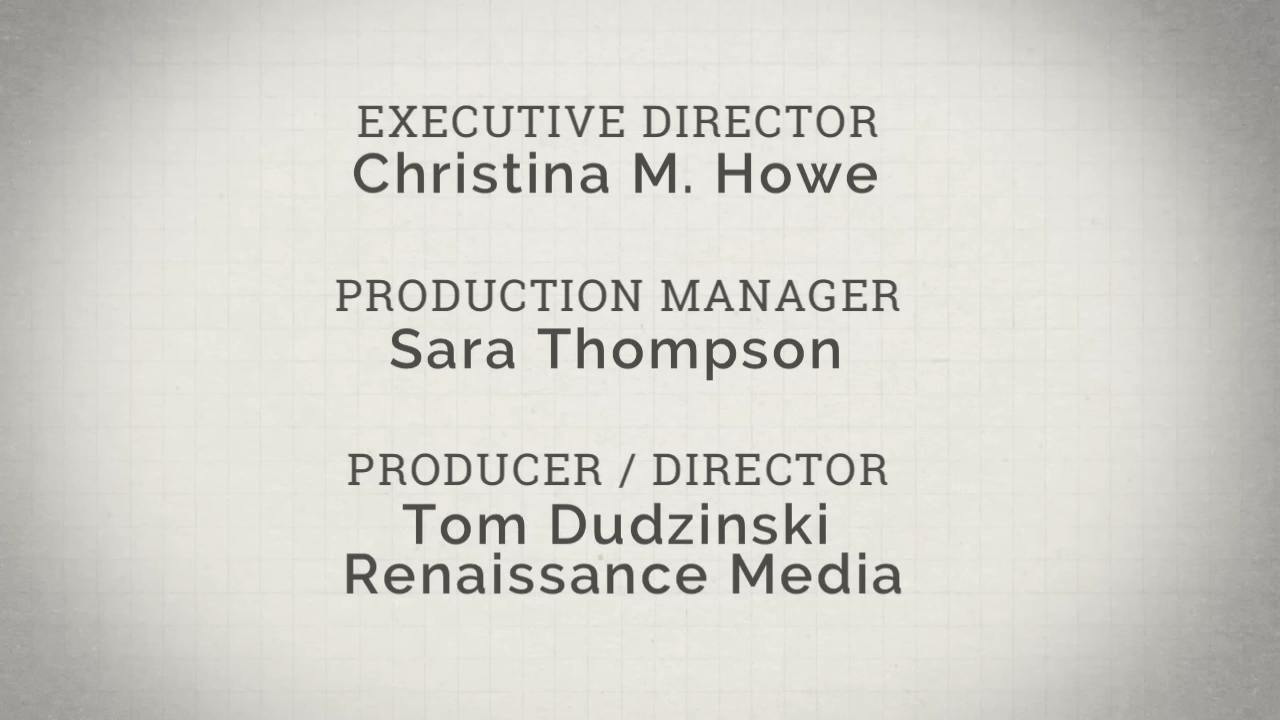 EXECUTIVE DIRECTOR
Christina M. Howe
PRODUCTION MANAGER
Sara Thompson
PRODUCER / DIRECTOR
Tom Dudzinski
Renaissance Media